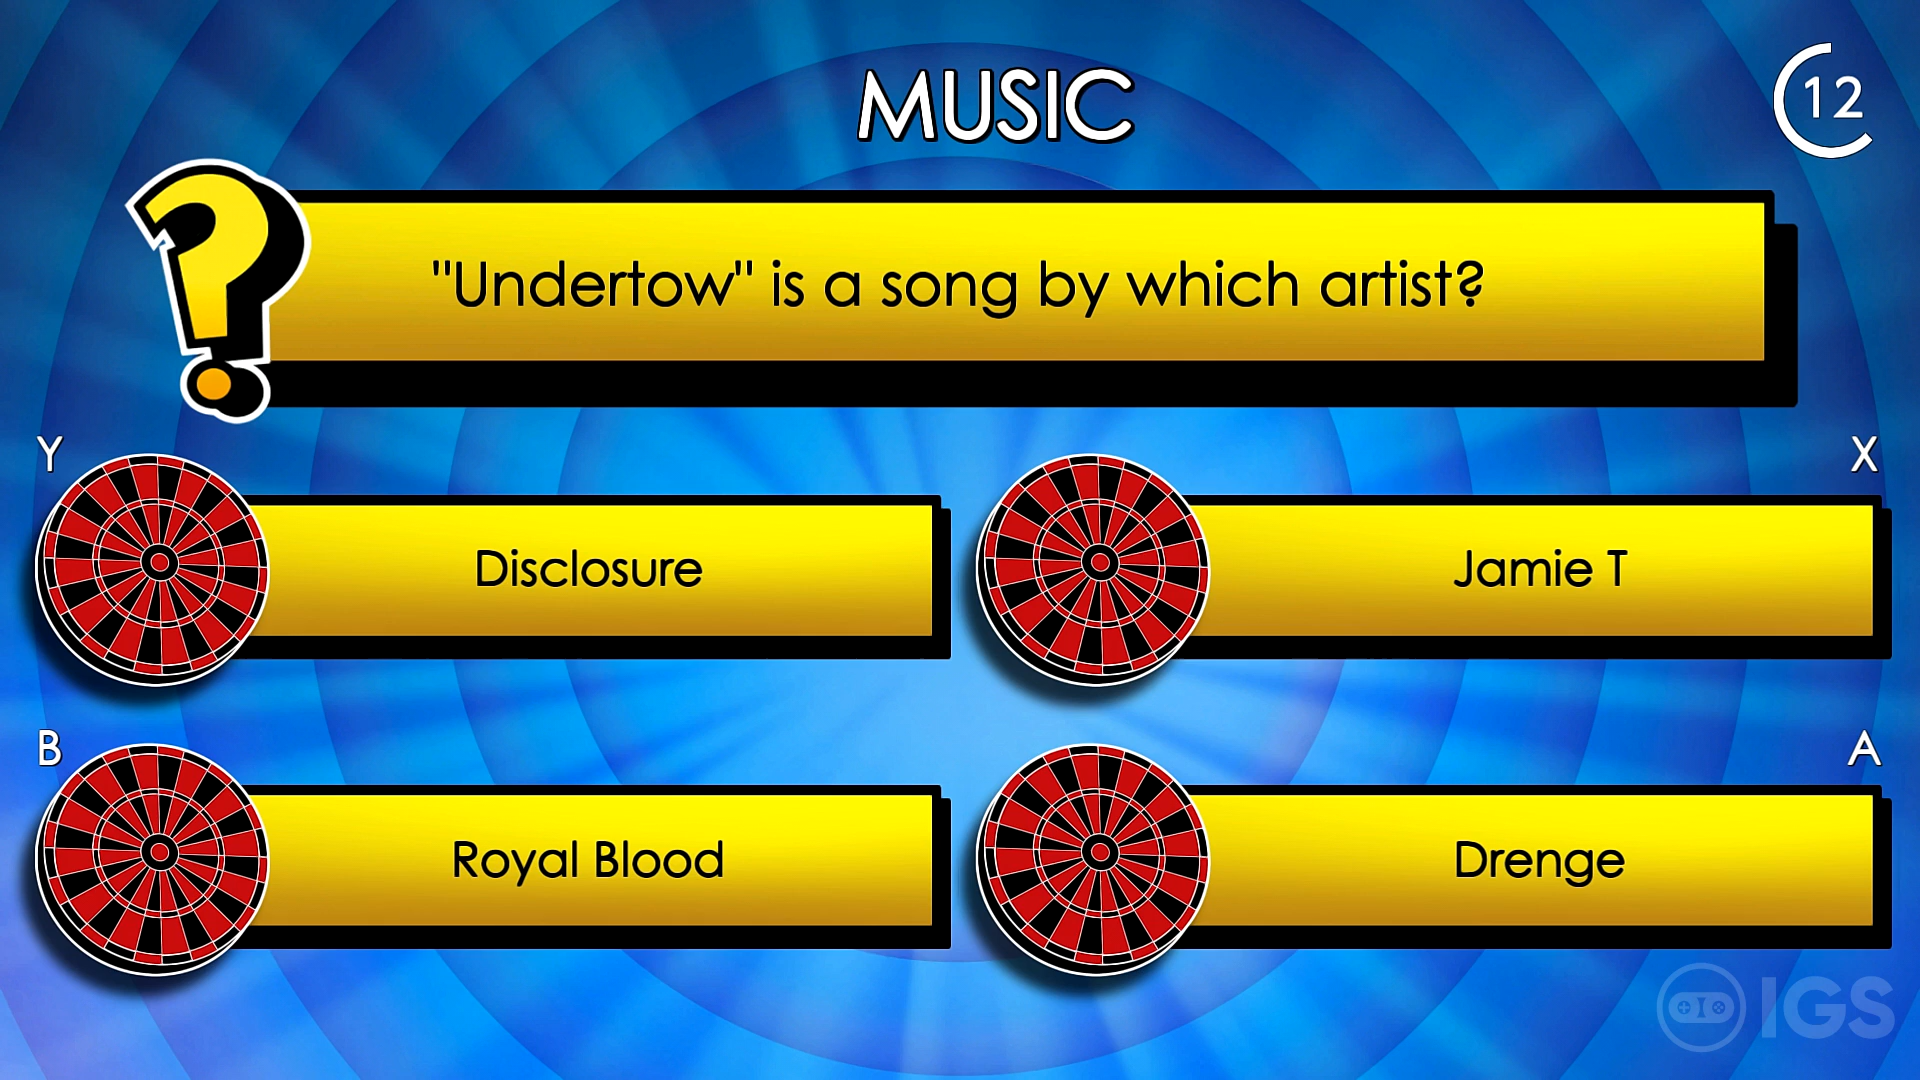 MUSIC
12
"Undertow" is a song by which artist?
Y
X
Disclosure
Jamie T
B
A
Royal Blood
Drenge
IGS